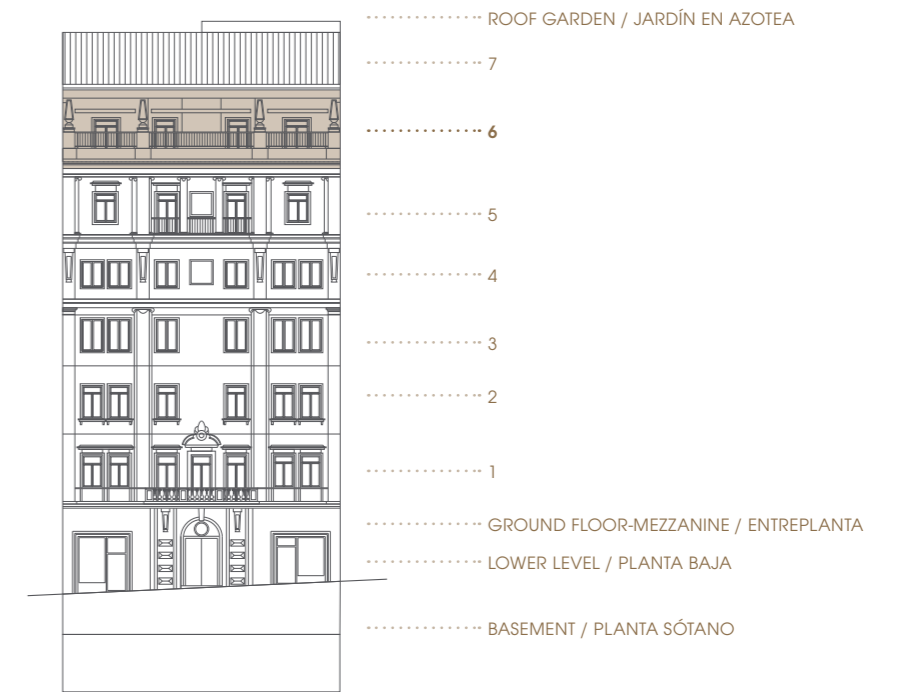 ROOF GARDEN / JARDÍN EN AZOTEA
7
6
5
4
3
2
1
GROUND FLOOR-MEZZANINE / ENTREPLANTA
LOWER LEVEL / PLANTA BAJA
BASEMENT / PLANTA SÓTANO